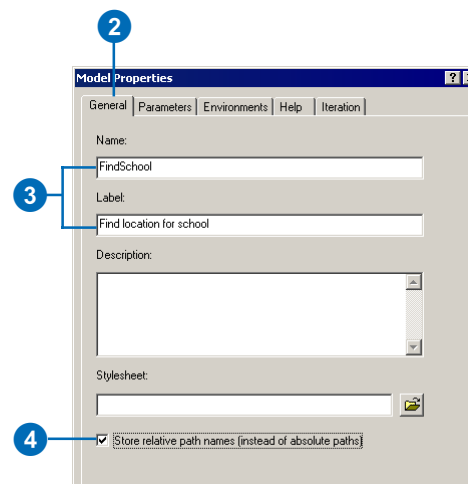 2
Model Properties
?
General Parameters Environments Help Iteration
Name:
3
FindSchool
Label:
Find location for school
Description:
Stylesheet:
4
Store relative path names (instead of absolute paths)